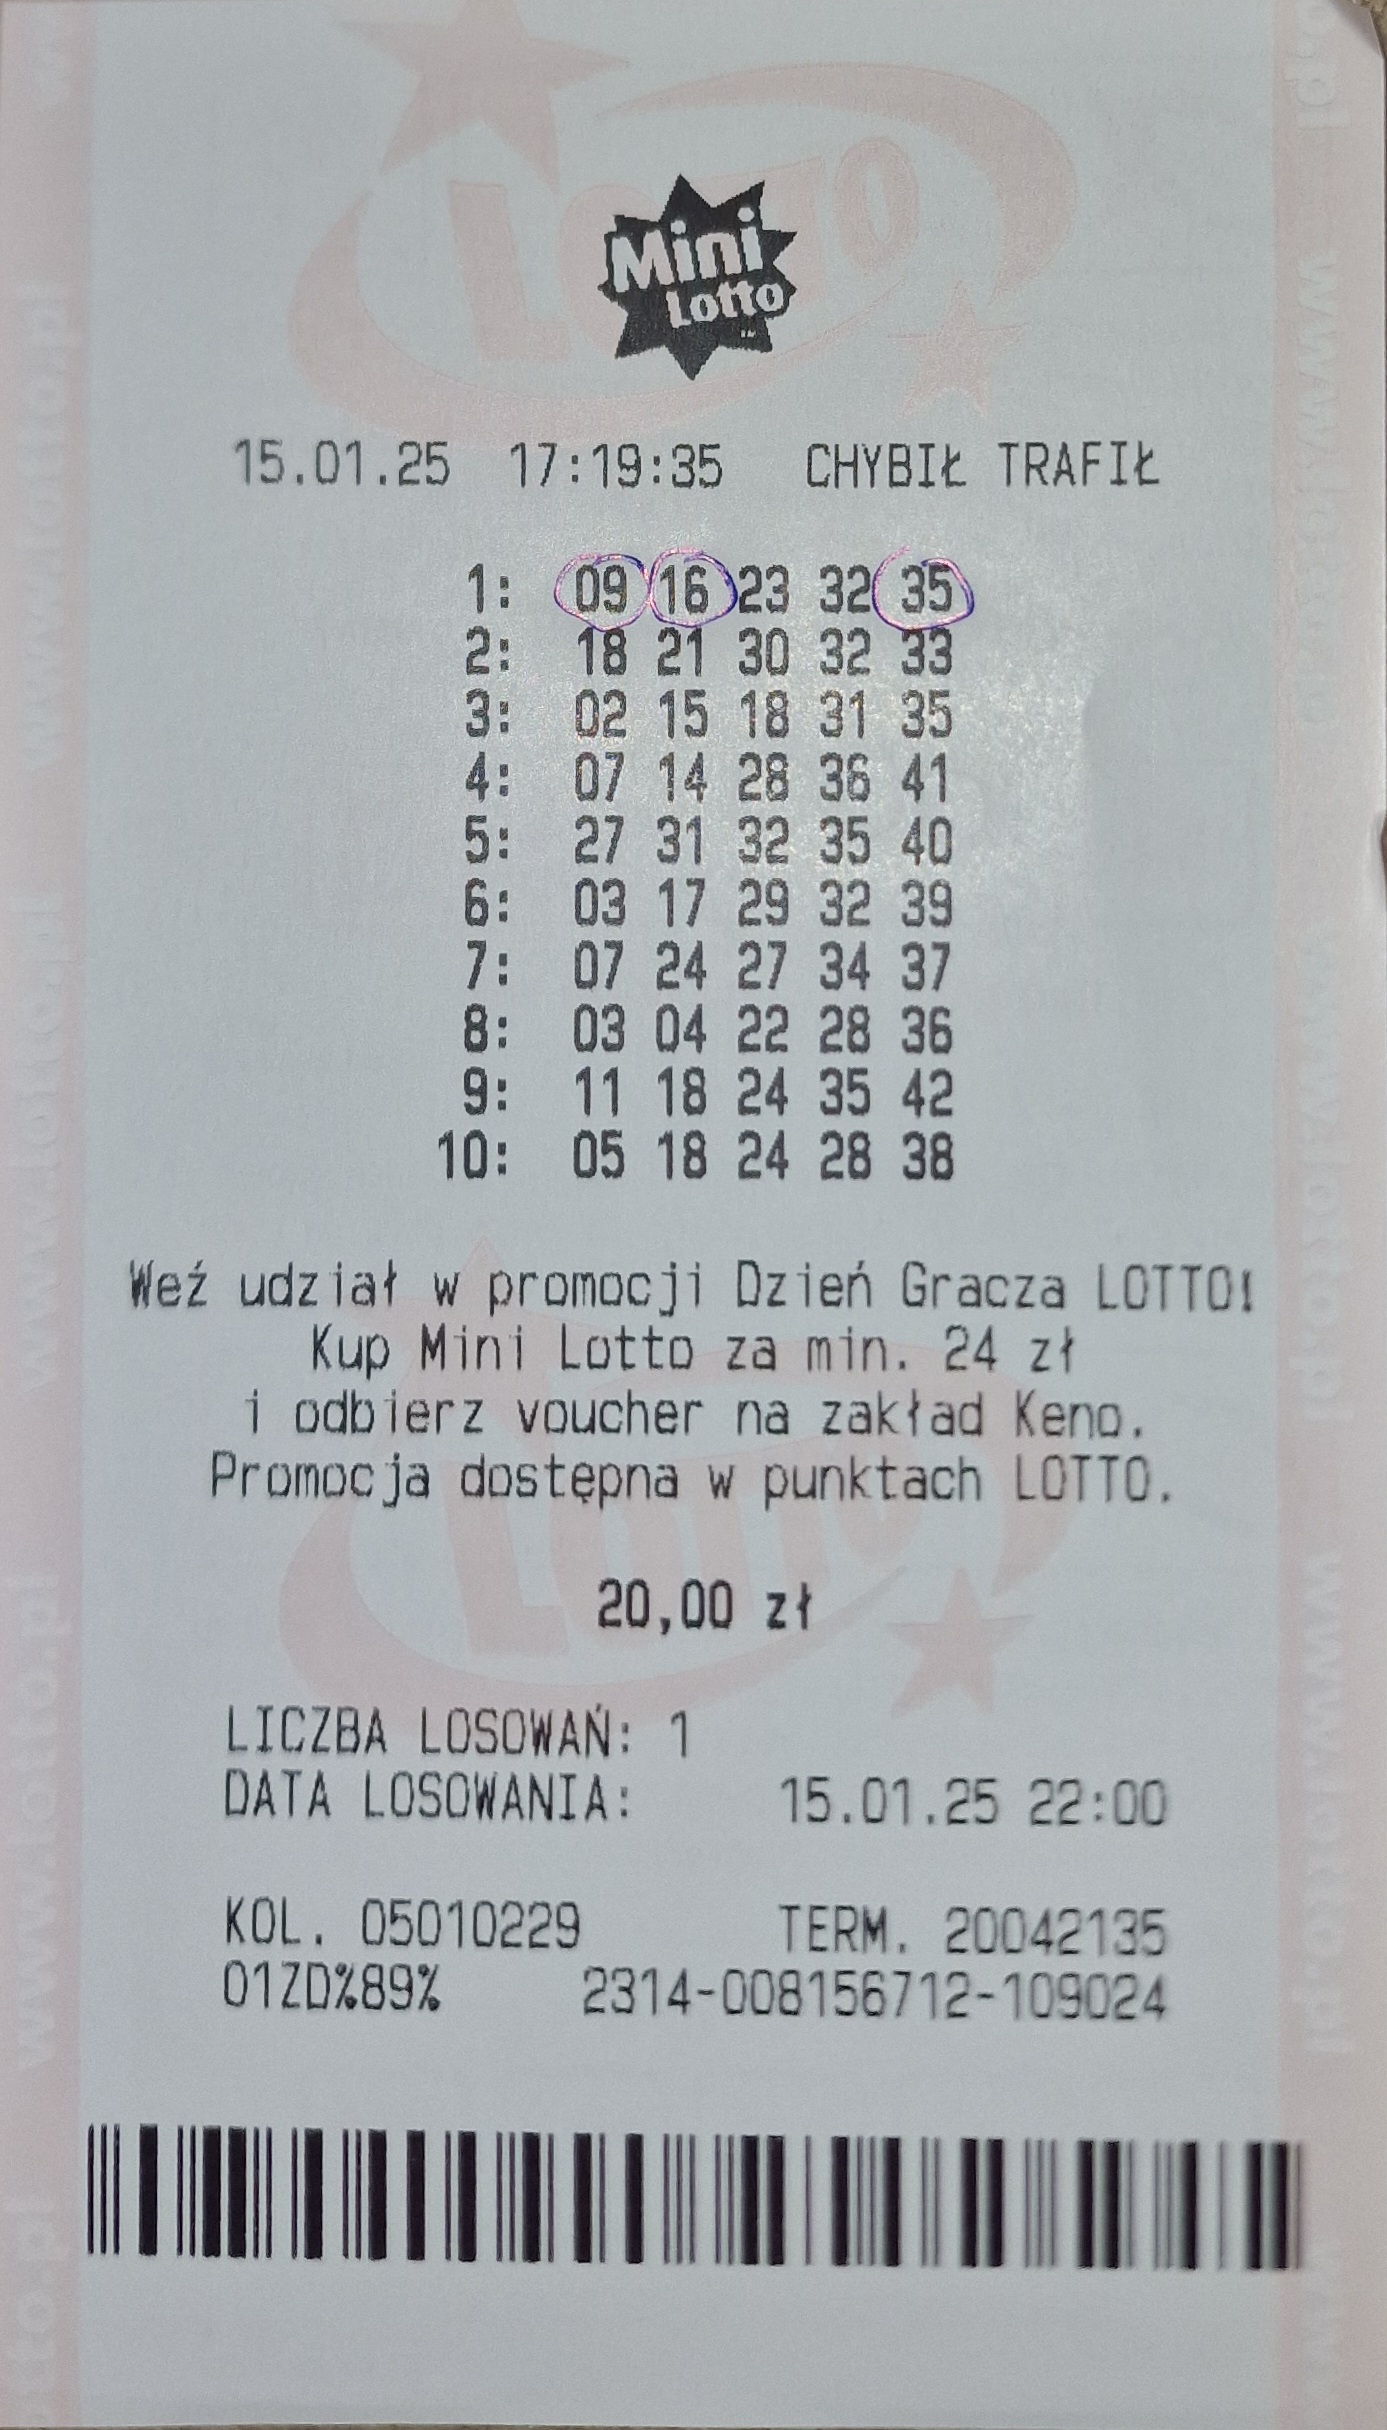 Mini
Lotto
15.01.25 17:19:35 CHYBIŁ TRAFIŁ
1: 09 16 23 32 35
2: 18 21 30 32 33
3: 02 15 18 31 35
4: 07 14 28 36 41
5: 27 31 32 35 40
6: 03 17 29 32 39
7: 07 24 27 34 37
8: 03 04 22 28 36
9: 11 18 24 35 42
10: 05 18 24 28 38
Weź udział w promocji Dzień Gracza LOTTO!
Kup Mini Lotto za min. 24 zł
i odbierz voucher na zakład Keno.
Promocja dostępna w punktach LOTTO.
20,00 zł
LICZBA LOSOWAŃ: 1
DATA LOSOWANIA: 15.01.25 22:00
KOL. 05010229 TERM. 20042135
01ZD%89% 2314-008156712-109024